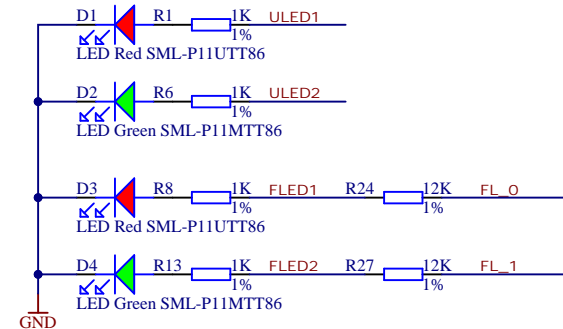 D1 R1 1K ULED1
1%
LED Red SML-P11UTT86
D2 R6 1K ULED2
1%
LED Green SML-P11MTT86
D3 R8 1K FLED1 R24 12K FL_0
1% 1%
LED Red SML-P11UTT86
D4 R13 1K FLED2 R27 12K FL_1
1% 1%
LED Green SML-P11MTT86
GND